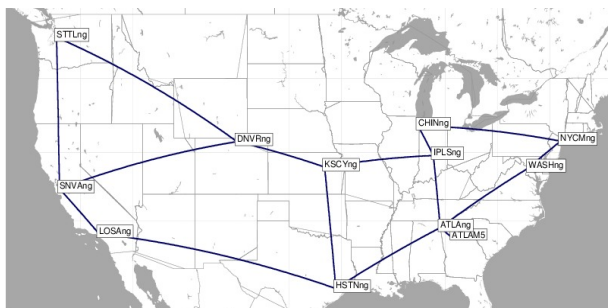 STTLng
CHINng
NYCMng
DNVRng
IPLSng
KSCYng
WASHng
SNVAng
ATLAng
LOSAng
ATLAM5
HSTNng